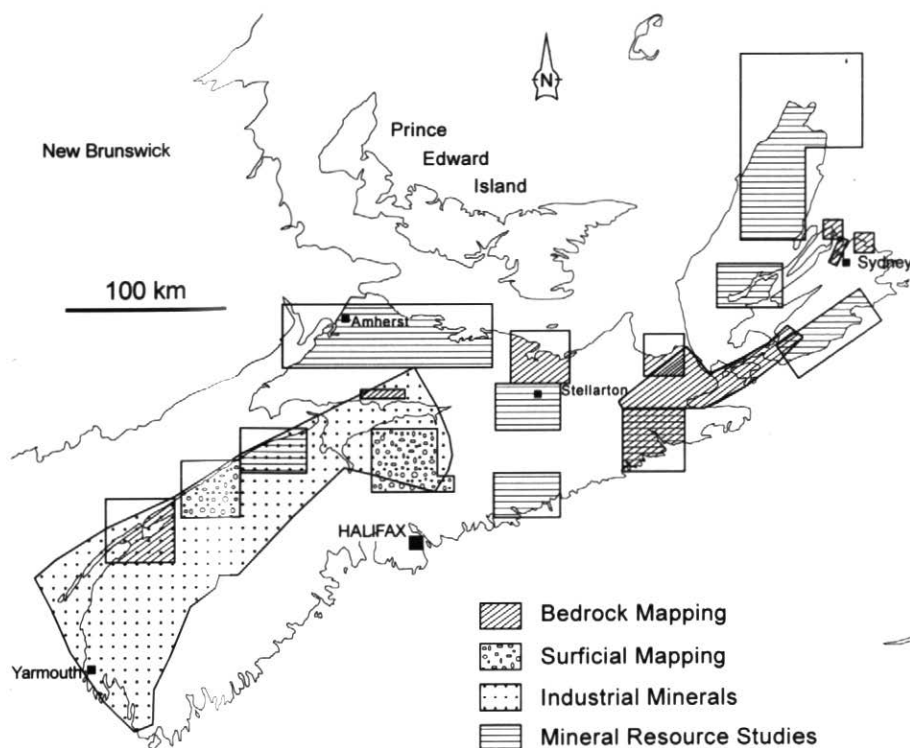 N
Prince
Edward
Island
New Brunswick
Sydney
100 km
Amherst
Stellarton
HALIFAX
Yarmouth
Bedrock Mapping
Surficial Mapping
Industrial Minerals
Mineral Resource Studies